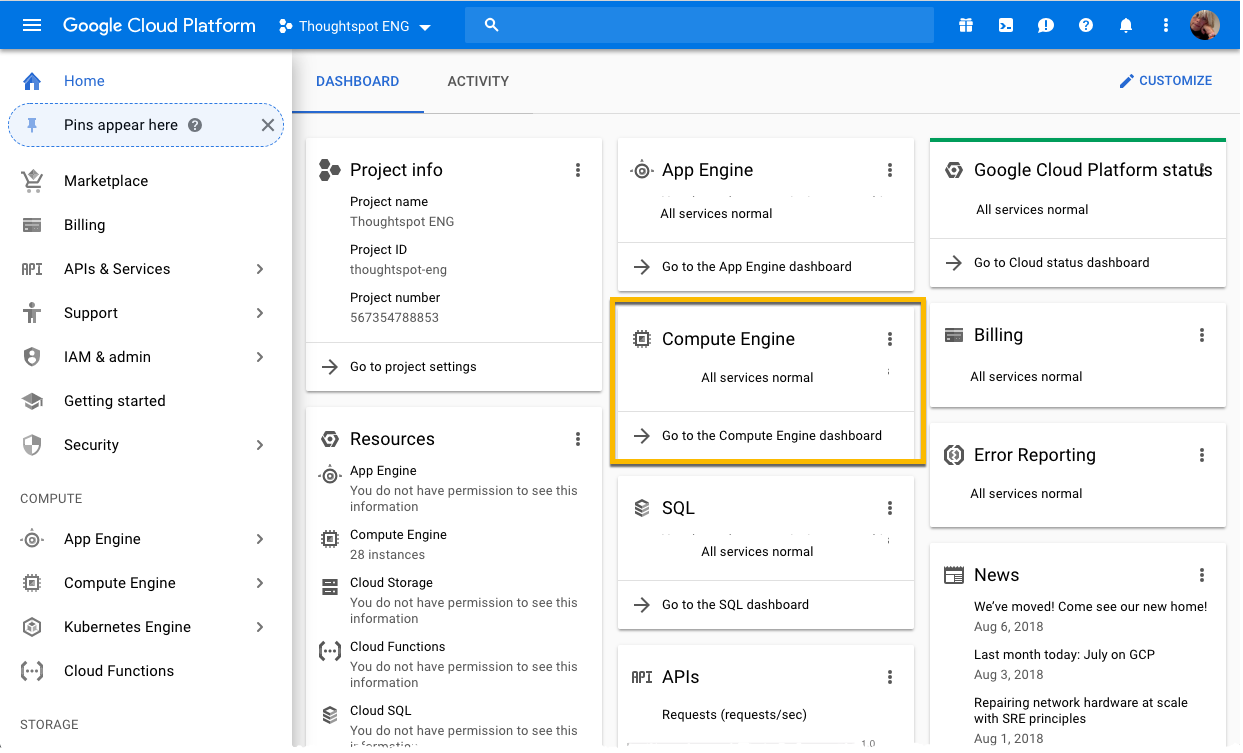 Google Cloud Platform
Thoughtspot ENG
Home
Pins appear here
Marketplace
Billing
API APIs & Services
Support
IAM & admin
Getting started
Security
COMPUTE
App Engine
Compute Engine
Kubernetes Engine
Cloud Functions
STORAGE
DASHBOARD
ACTIVITY
CUSTOMIZE
Project info
Project name
Thoughtspot ENG
Project ID
thoughtspot-eng
Project number
567354788853
Go to project settings
Resources
App Engine
You do not have permission to see this
information
Compute Engine
28 instances
Cloud Storage
You do not have permission to see this
information
Cloud Functions
You do not have permission to see this
information
Cloud SQL
You do not have permission to see this
App Engine
All services normal
Go to the App Engine dashboard
Compute Engine
All services normal
Go to the Compute Engine dashboard
SQL
All services normal
Go to the SQL dashboard
API APIs
Requests (requests/sec)
1.0
Google Cloud Platform status
All services normal
Go to Cloud status dashboard
Billing
All services normal
Error Reporting
All services normal
News
We've moved! Come see our new home!
Aug 6, 2018
Last month today: July on GCP
Aug 3, 2018
Repairing network hardware at scale
with SRE principles
Aug 1, 2018